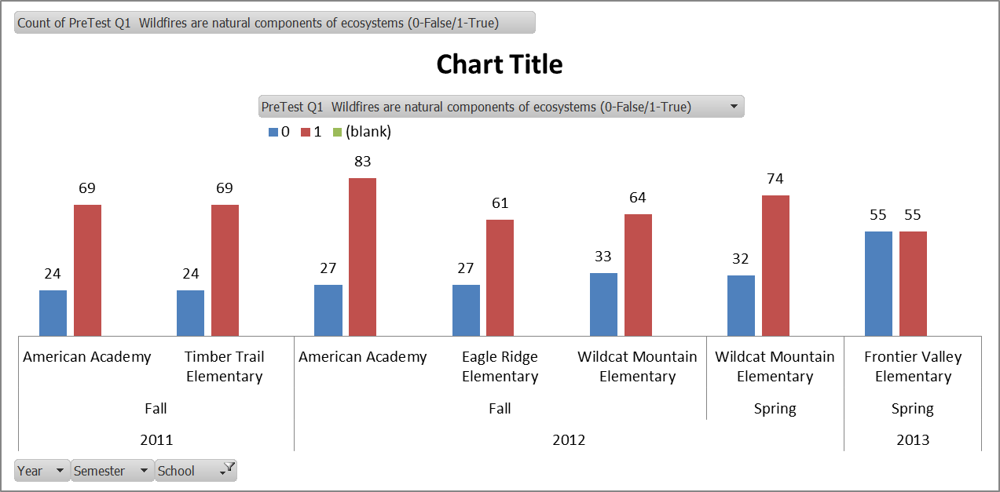 Count of PreTest Q1  Wildfires are natural components of ecosystems (0-False/1-True)
Chart Title
PreTest Q1  Wildfires are natural components of ecosystems (0-False/1-True)
0 1 (blank)
83
74
69 69
61 64
55 55
33 32
24 24 27 27
American Academy Timber Trail American Academy Eagle Ridge Wildcat Mountain Wildcat Mountain Frontier Valley
Elementary Elementary Elementary Elementary Elementary
Fall Fall Spring Spring
2011 2012 2013
Year Semester School